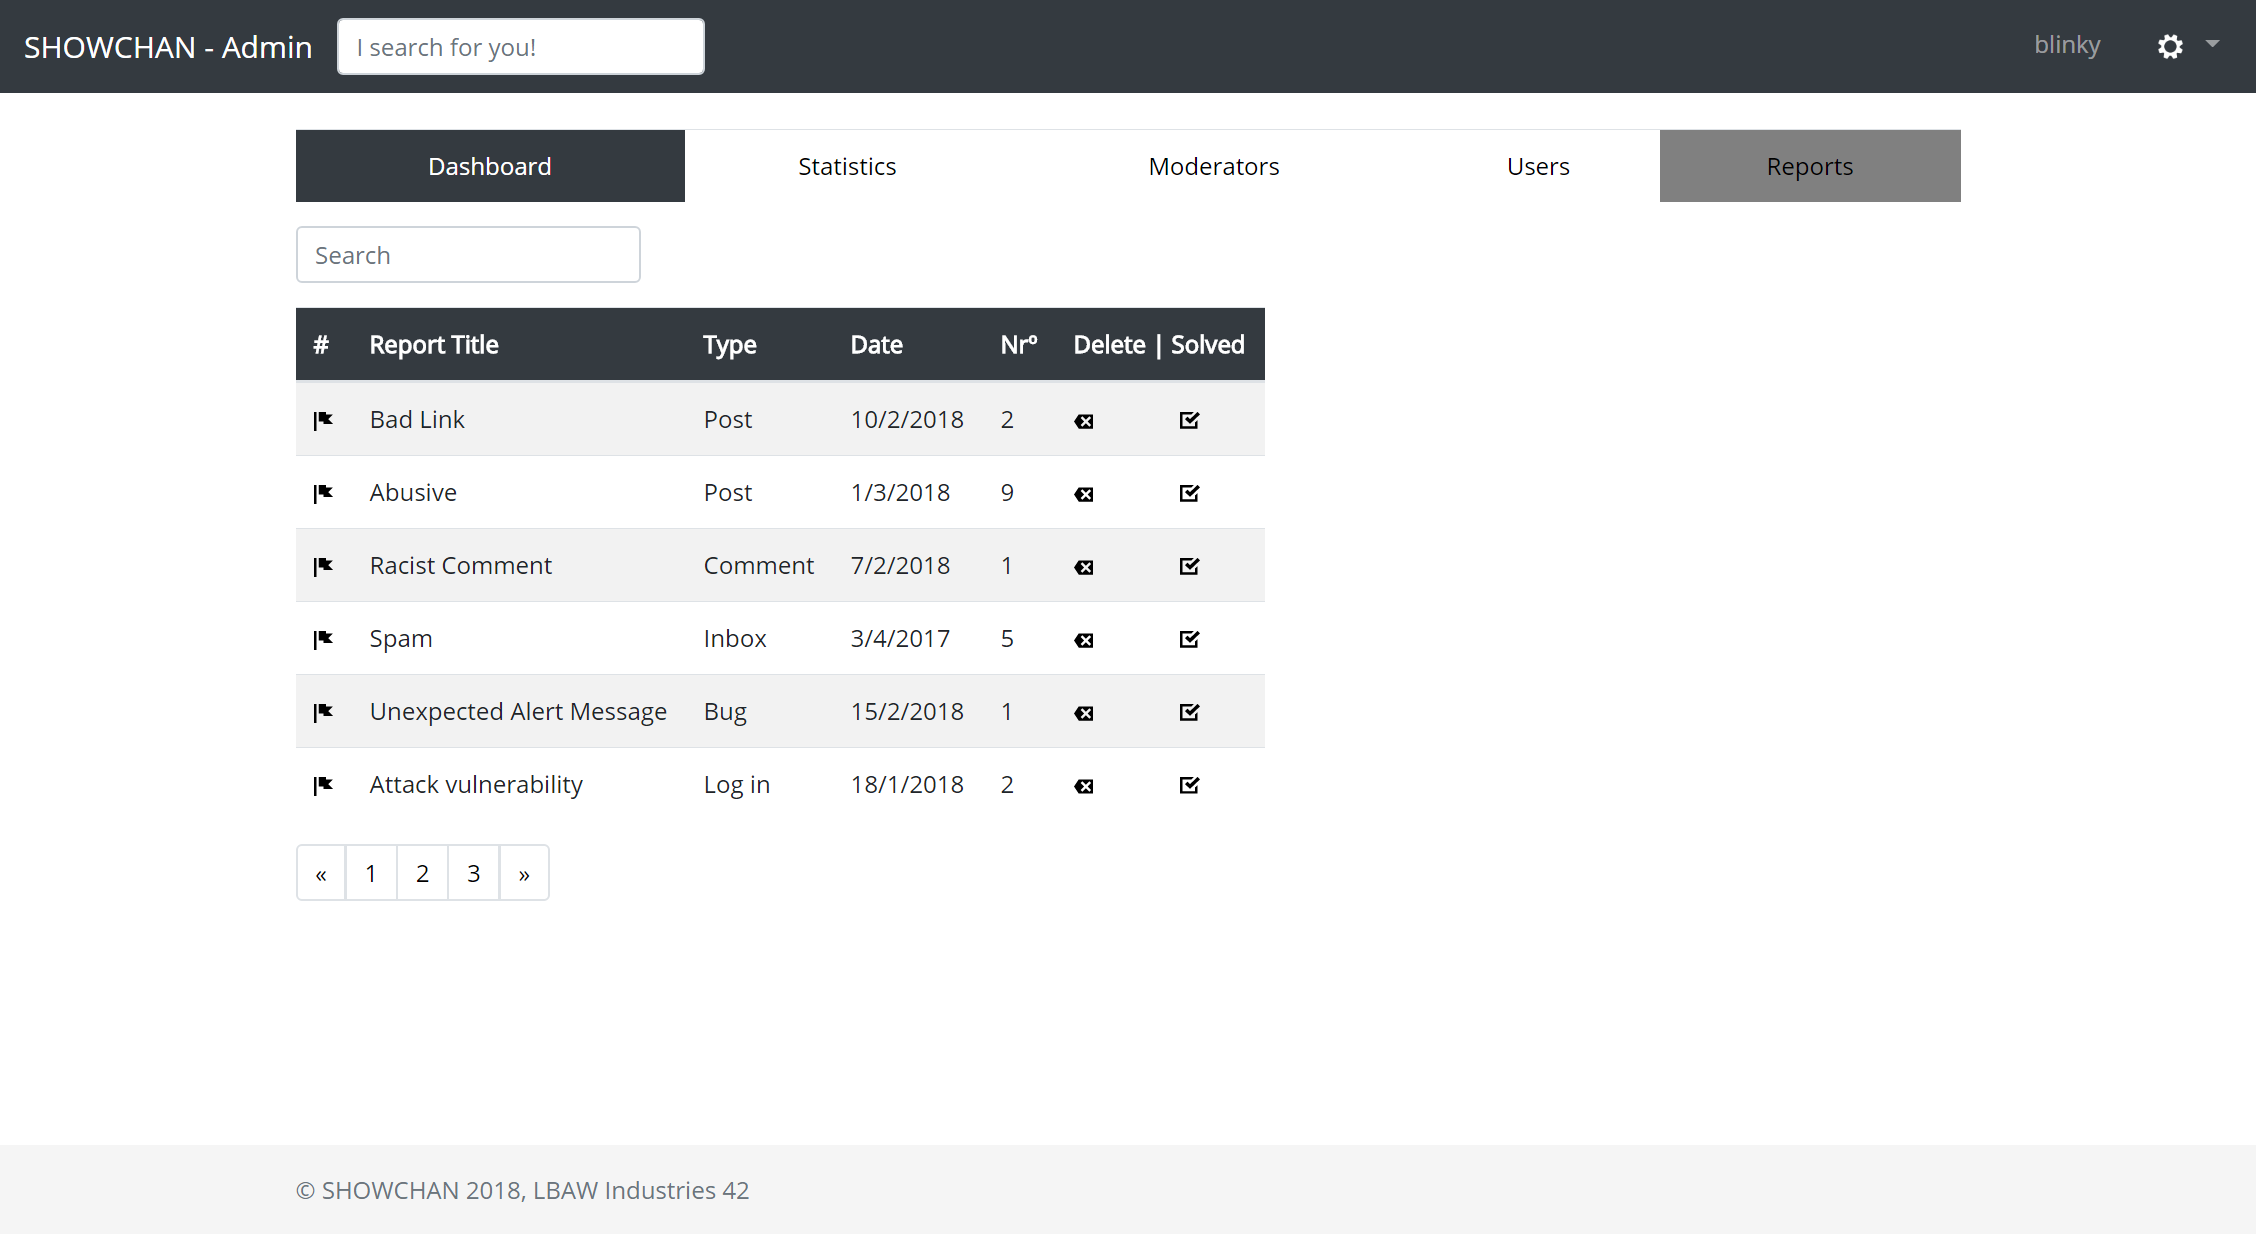 SHOWCHAN - Admin I search for you! blinky
Dashboard Statistics Moderators Users Reports
Search
# Report Title Type Date Nrº Delete | Solved
Bad Link Post 10/2/2018 2
Abusive Post 1/3/2018 9
Racist Comment Comment 7/2/2018 1
Spam Inbox 3/4/2017 5
Unexpected Alert Message Bug 15/2/2018 1
Attack vulnerability Log in 18/1/2018 2
« 1 2 3 »
© SHOWCHAN 2018, LBAW Industries 42